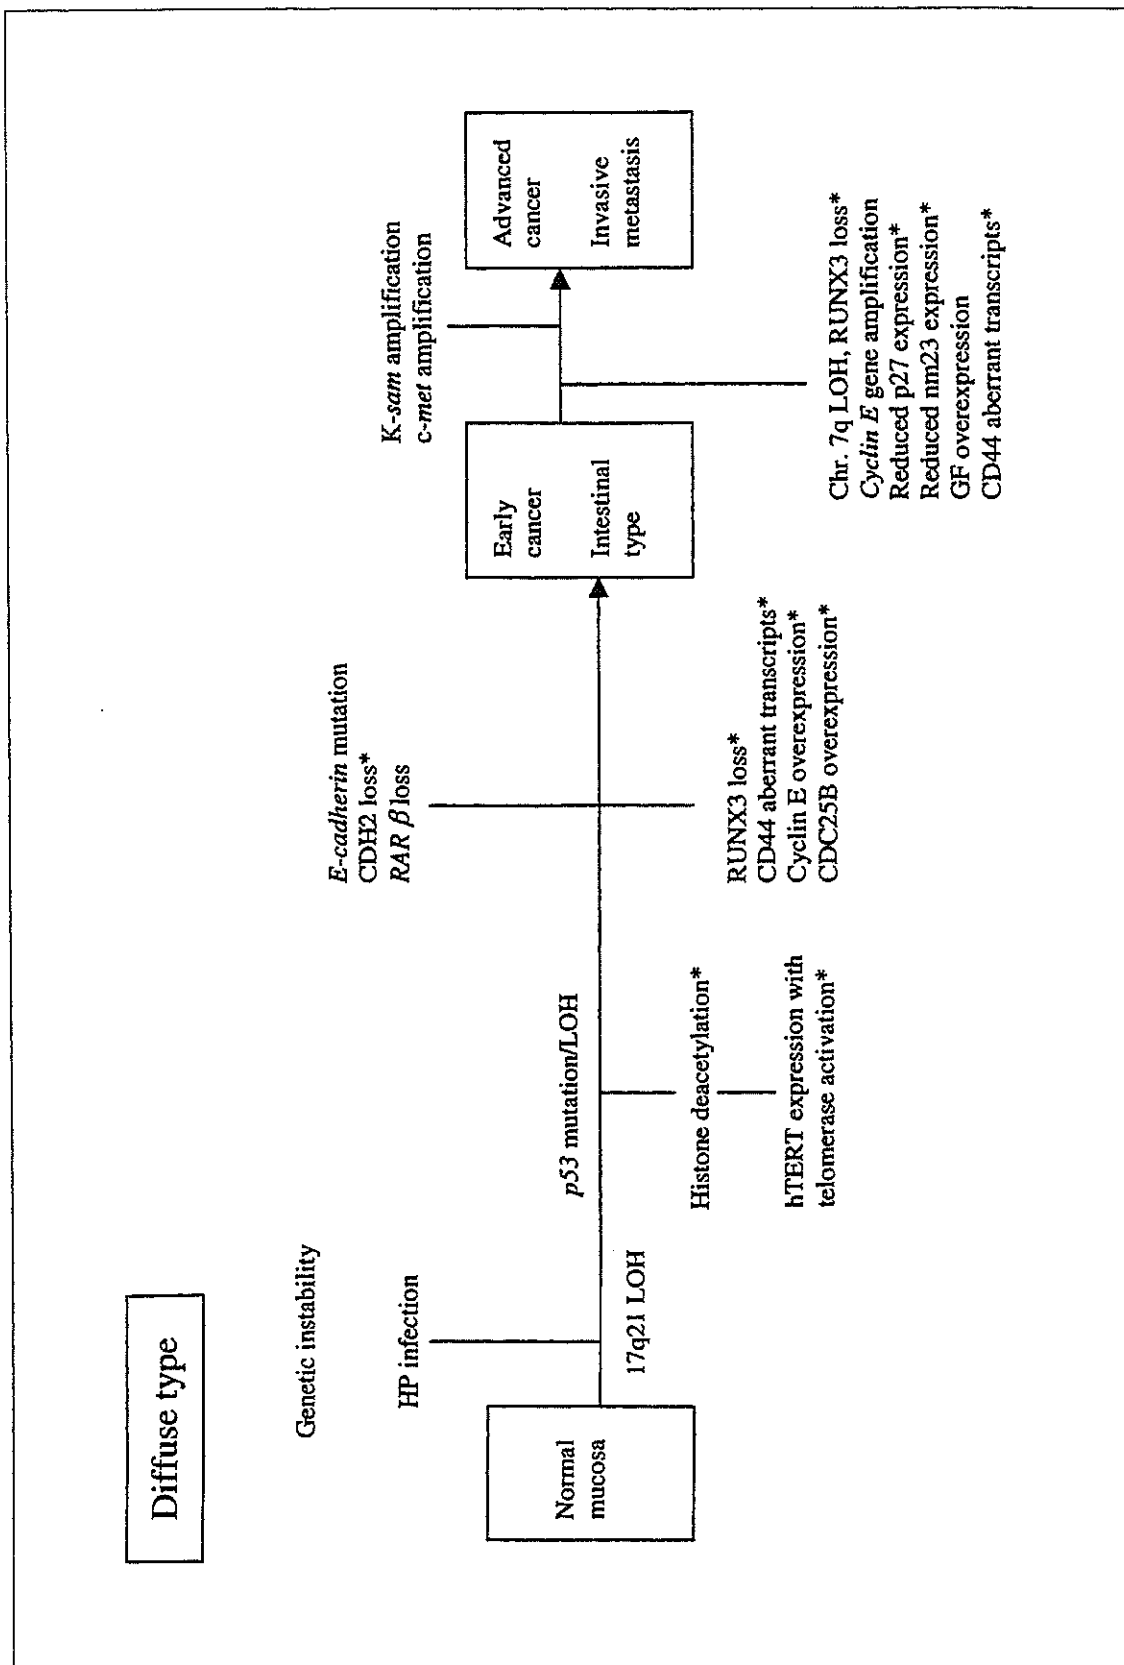 Diffuse type
Genetic instability
HP infection
Normal
mucosa
17q21 LOH
p53 mutation/LOH
Histone deacetylation*
hTERT expression with
telomerase activation*
E-cadherin mutation
CDH2 loss*
RAR β loss
RUNX3 loss*
CD44 aberrant transcripts*
Cyclin E overexpression*
CDC25B overexpression*
Early
cancer
Intestinal
type
K-sam amplification
c-met amplification
Chr. 7q LOH, RUNX3 loss*
Cyclin E gene amplification
Reduced p27 expression*
Reduced nm23 expression*
GF overexpression
CD44 aberrant transcripts*
Advanced
cancer
Invasive
metastasis